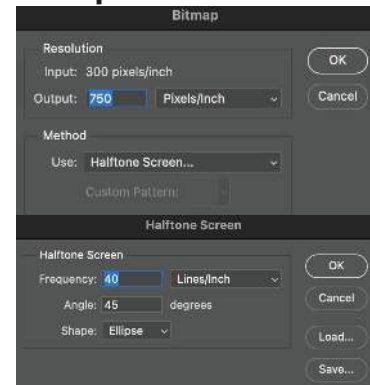 Bitmap
Resolution
Input: 300 pixels/inch
Output: 750 Pixels/Inch
OK
Cancel
Method
Use: Halftone Screen...
Custom Pattern:
Halftone Screen
Halftone Screen
Frequency: 40 Lines/Inch
Angle: 45 degrees
Shape: Ellipse
OK
Cancel
Load...
Save...